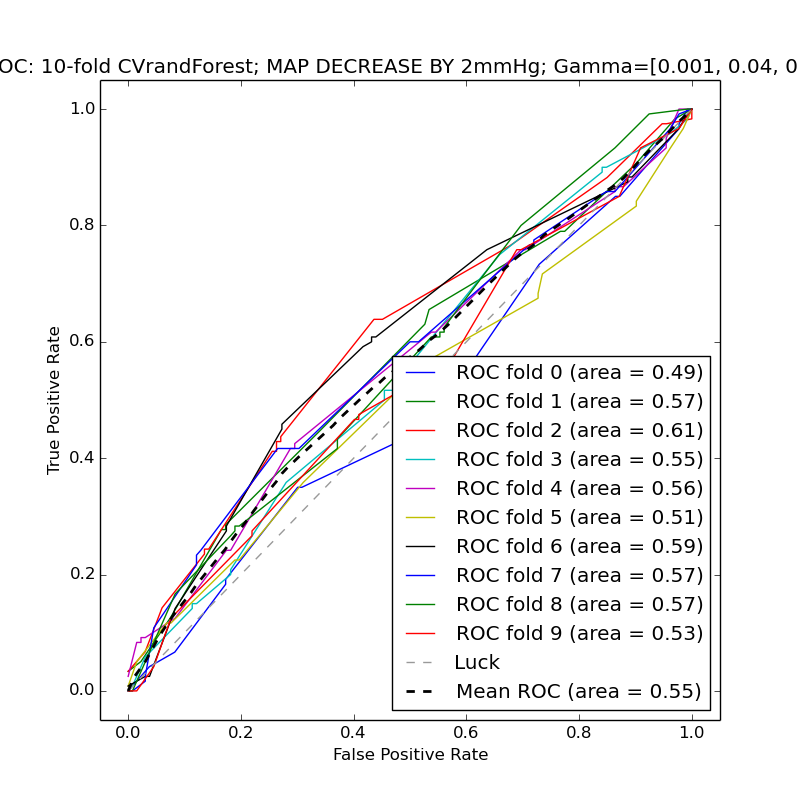 OC: 10-fold CVrandForest; MAP DECREASE BY 2mmHg; Gamma=[0.001, 0.04, 0
1.0
0.8
0.6
0.4
0.2
0.0
True Positive Rate
ROC fold 0 (area = 0.49)
ROC fold 1 (area = 0.57)
ROC fold 2 (area = 0.61)
ROC fold 3 (area = 0.55)
ROC fold 4 (area = 0.56)
ROC fold 5 (area = 0.51)
ROC fold 6 (area = 0.59)
ROC fold 7 (area = 0.57)
ROC fold 8 (area = 0.57)
ROC fold 9 (area = 0.53)
Luck
Mean ROC (area = 0.55)
0.0 0.2 0.4 0.6 0.8 1.0
False Positive Rate